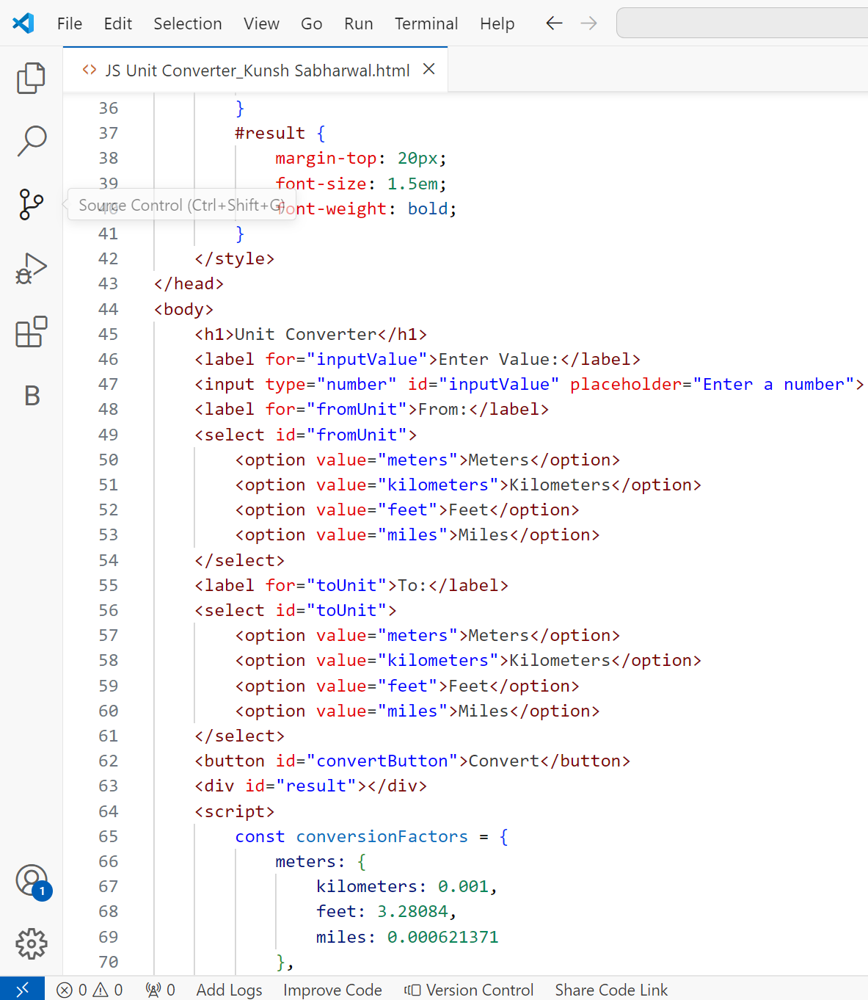 File Edit Selection View Go Run Terminal Help
JS Unit Converter_Kunsh Sabharwal.html
36 }
37 #result {
38 margin-top: 20px;
39 font-size: 1.5em;
Source Control (Ctrl+Shift+G)
40 font-weight: bold;
41 }
42 </style>
43 </head>
44 <body>
45 <h1>Unit Converter</h1>
46 <label for="inputValue">Enter Value:</label>
47 <input type="number" id="inputValue" placeholder="Enter a number">
48 <label for="fromUnit">From:</label>
49 <select id="fromUnit">
50 <option value="meters">Meters</option>
51 <option value="kilometers">Kilometers</option>
52 <option value="feet">Feet</option>
53 <option value="miles">Miles</option>
54 </select>
55 <label for="toUnit">To:</label>
56 <select id="toUnit">
57 <option value="meters">Meters</option>
58 <option value="kilometers">Kilometers</option>
59 <option value="feet">Feet</option>
60 <option value="miles">Miles</option>
61 </select>
62 <button id="convertButton">Convert</button>
63 <div id="result"></div>
64 <script>
65 const conversionFactors = {
66 meters: {
67 kilometers: 0.001,
68 feet: 3.28084,
69 miles: 0.000621371
70 },
B
1
0 0 0 Add Logs Improve Code Version Control Share Code Link